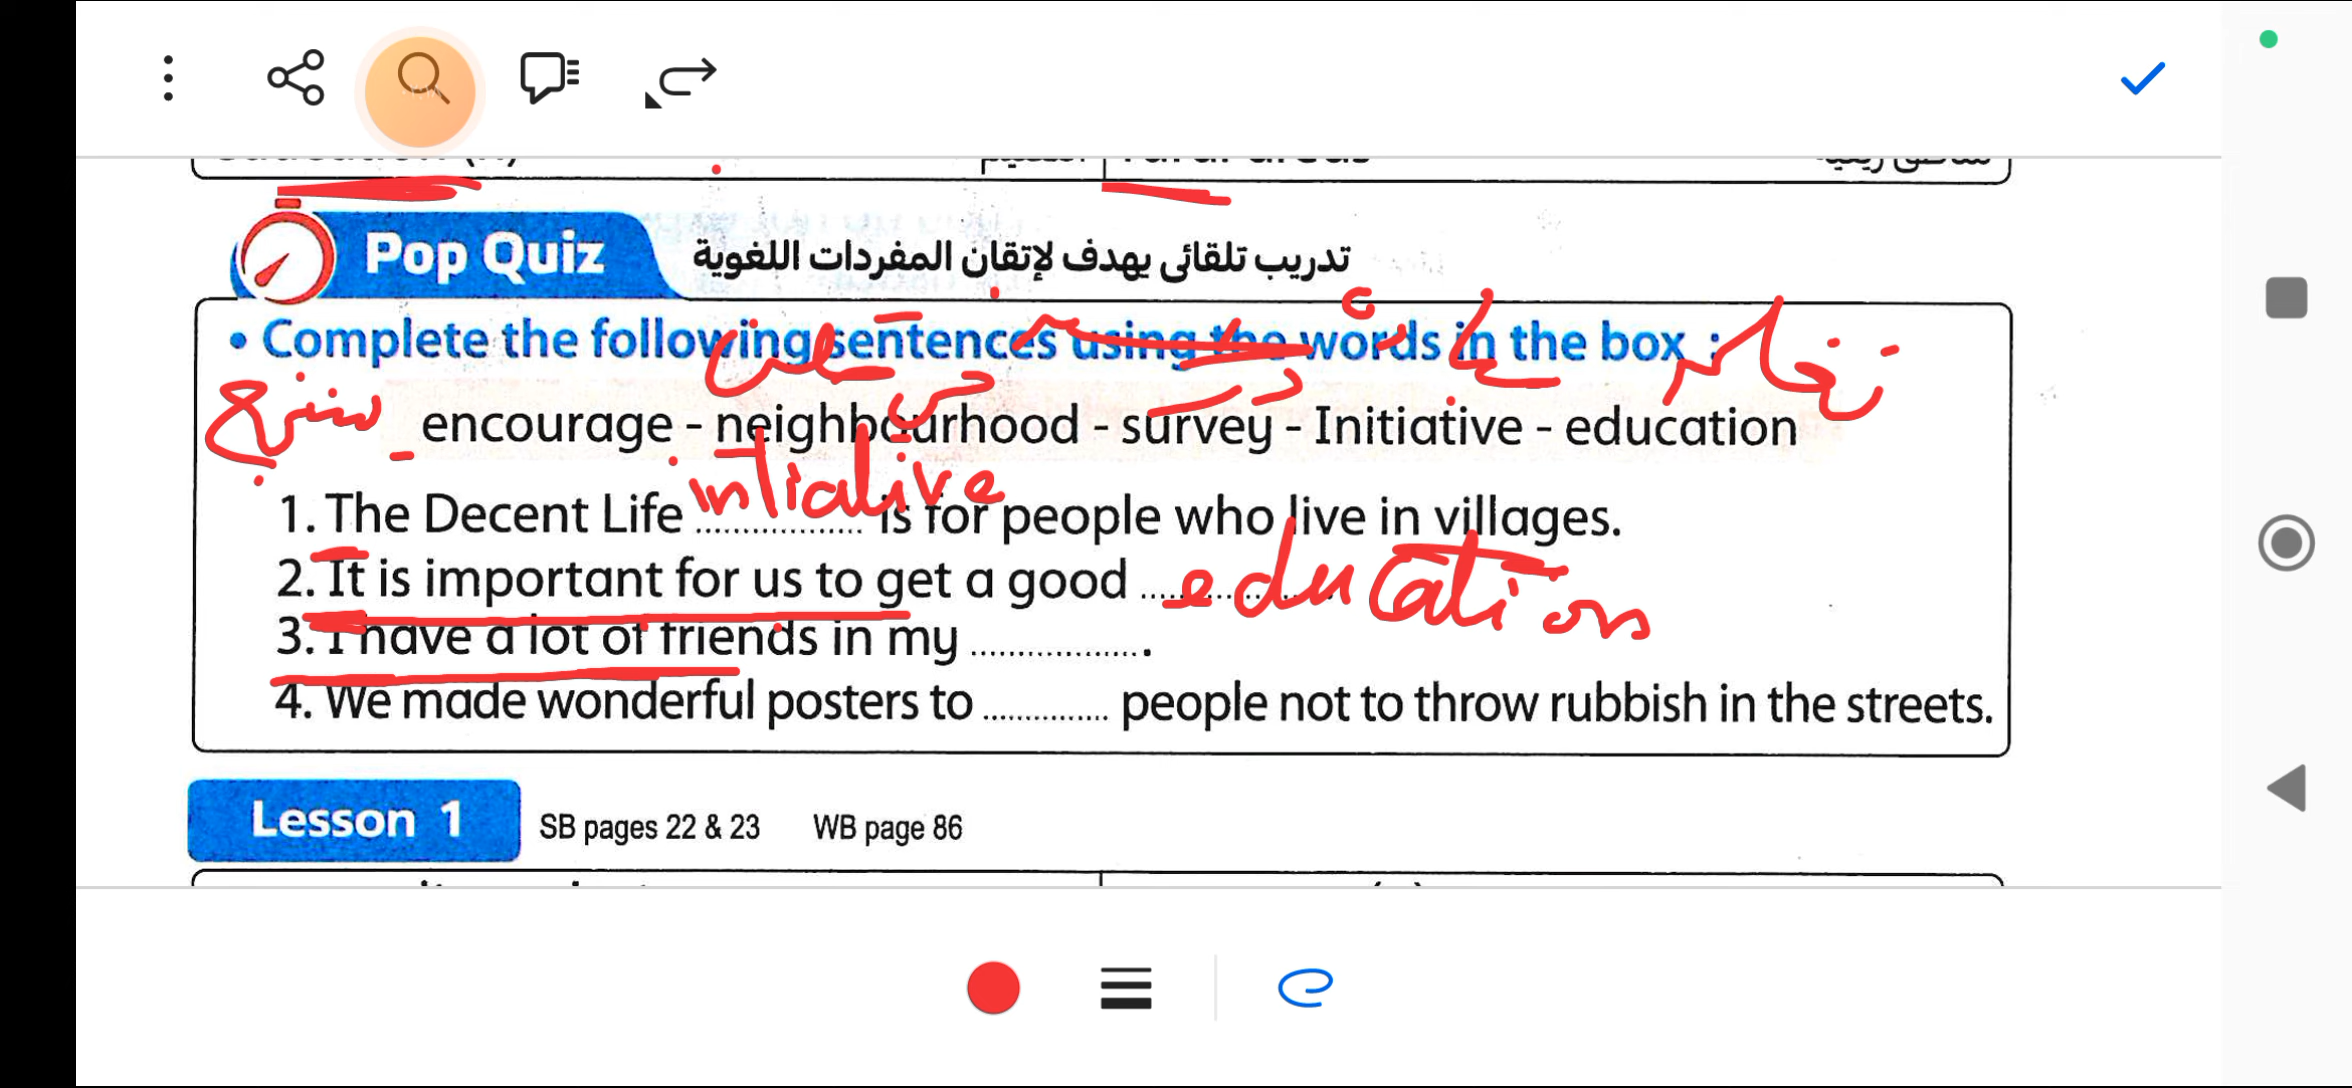 Pop Quiz تدريب تلقائى يهدف لإتقان المفردات اللغوية
• Complete the following sentences using the words in the box :
encourage - neighbourhood - survey - Initiative - education
1. The Decent Life intiative is for people who live in villages.
2. It is important for us to get a good .......... education
3. I have a lot of friends in my ..................
4. We made wonderful posters to ............... people not to throw rubbish in the streets.
Lesson 1 SB pages 22 & 23 WB page 86